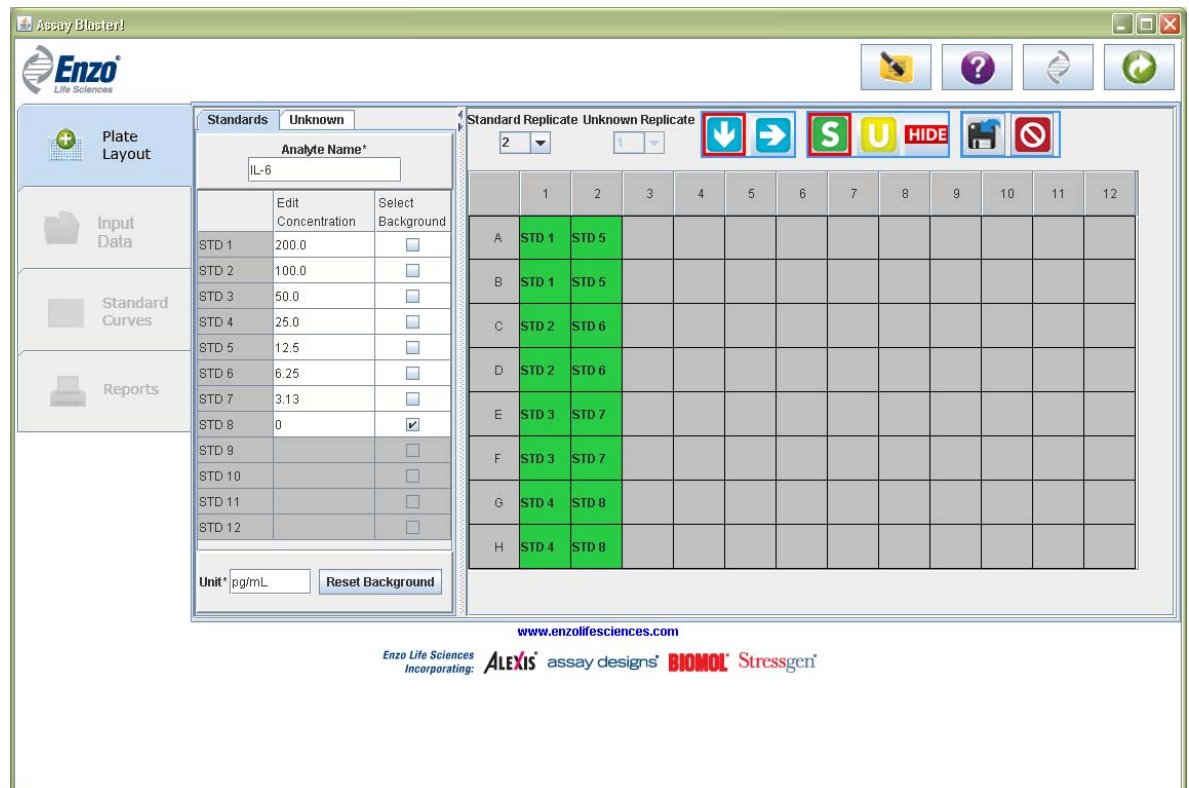 Assay Blaster!
Enzo
Life Sciences
?
Plate
Layout
Input
Data
Standard
Curves
Reports
Standards Unknown
Analyte Name*
IL-6
Edit
Concentration
Select
Background
STD 1 200.0
STD 2 100.0
STD 3 50.0
STD 4 25.0
STD 5 12.5
STD 6 6.25
STD 7 3.13
STD 8 0
STD 9
STD 10
STD 11
STD 12
Unit* pg/mL Reset Background
Standard Replicate Unknown Replicate
2 1
S U HIDE
1 2 3 4 5 6 7 8 9 10 11 12
A STD 1 STD 5
B STD 1 STD 5
C STD 2 STD 6
D STD 2 STD 6
E STD 3 STD 7
F STD 3 STD 7
G STD 4 STD 8
H STD 4 STD 8
www.enzolifesciences.com
Enzo Life Sciences
Incorporating:
ALEXIS assay designs BIOMOL Stressgen